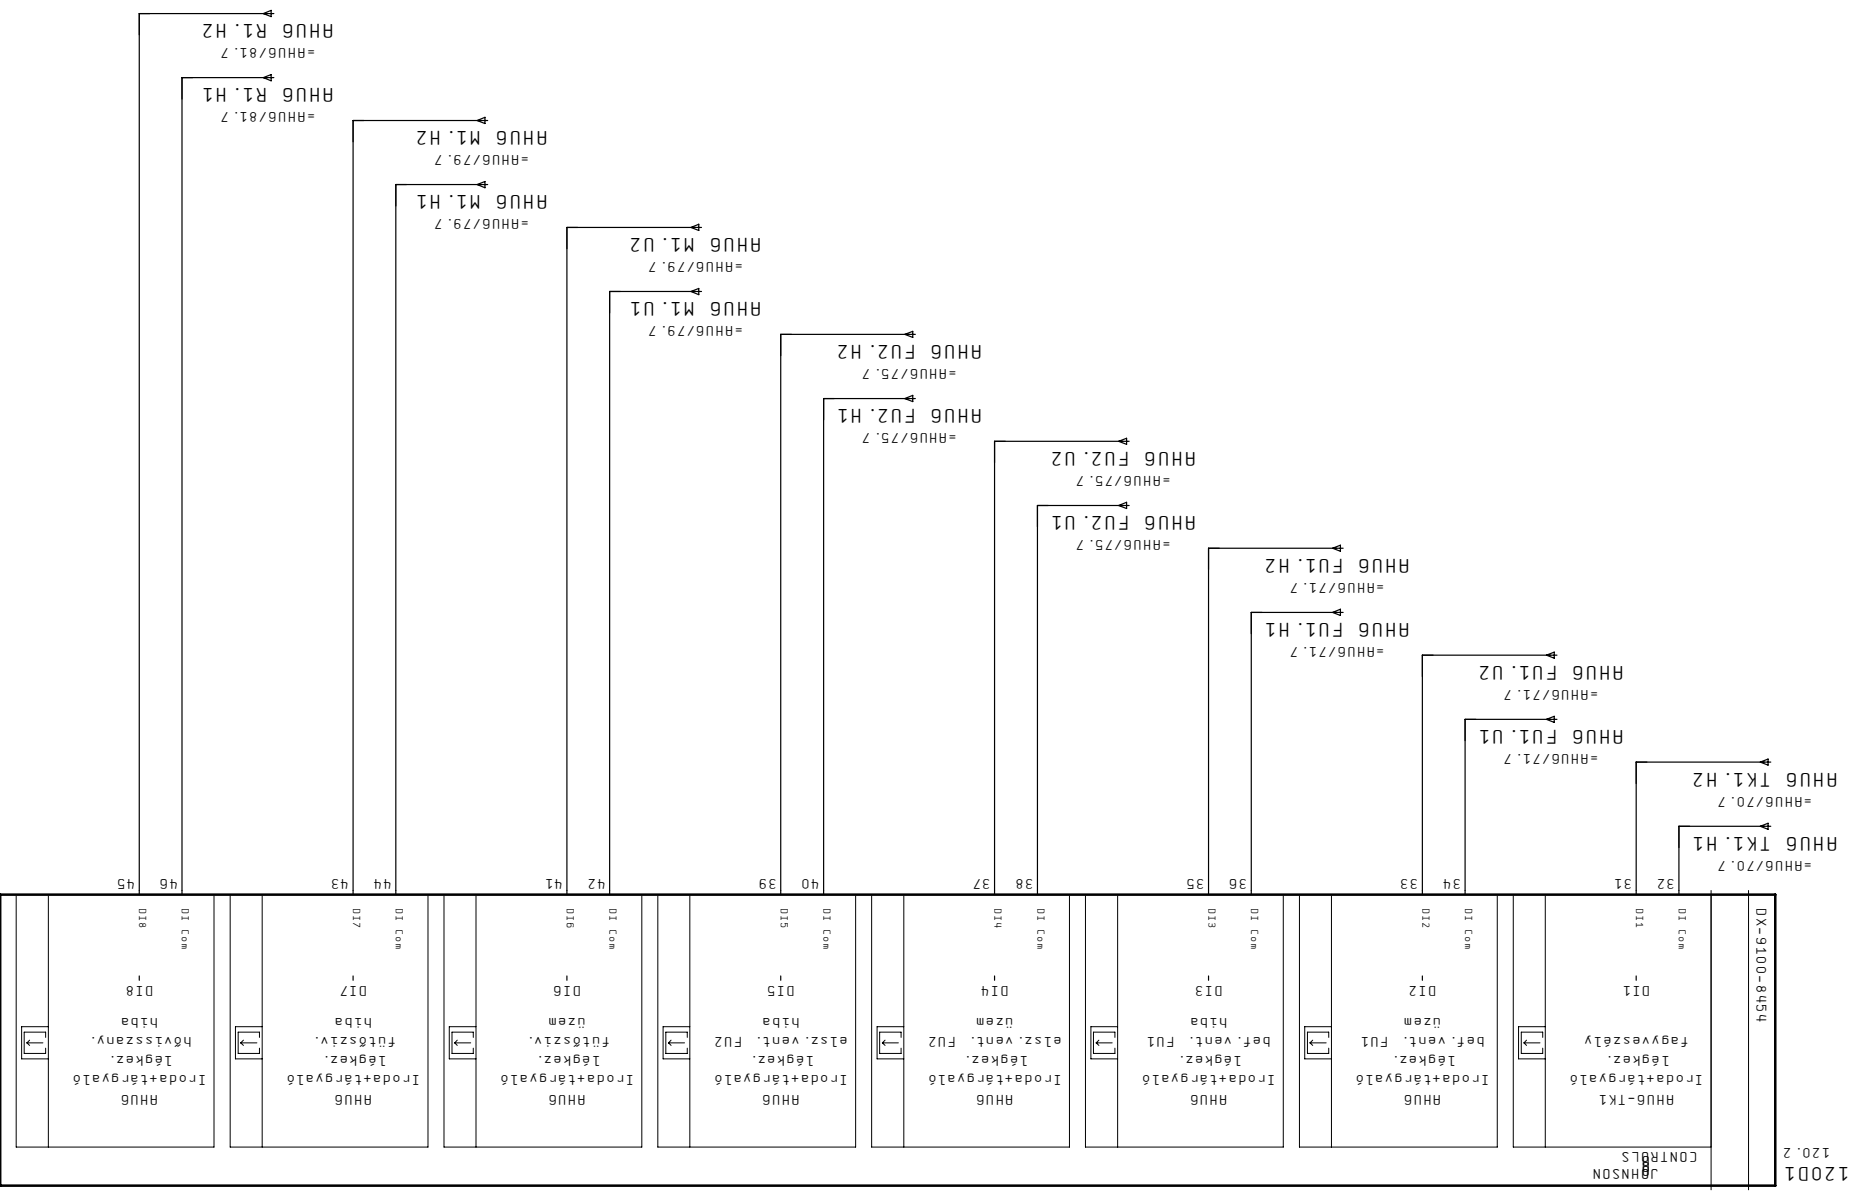 120D1
120.2
JOHNSON
CONTROLS
DX-9100-8454
AHU6-TK1
Iroda+tárgyaló
légkez.
fagyveszély
DI1
-
DI Com
DI1
32
31
AHU6
Iroda+tárgyaló
légkez.
bef.vent. FU1
üzem
DI2
-
DI Com
DI2
34
33
AHU6
Iroda+tárgyaló
légkez.
bef.vent. FU1
hiba
DI3
-
DI Com
DI3
36
35
AHU6
Iroda+tárgyaló
légkez.
elsz.vent. FU2
üzem
DI4
-
DI Com
DI4
38
37
AHU6
Iroda+tárgyaló
légkez.
elsz.vent. FU2
hiba
DI5
-
DI Com
DI5
40
39
AHU6
Iroda+tárgyaló
légkez.
fűtősziv.
üzem
DI6
-
DI Com
DI6
42
41
AHU6
Iroda+tárgyaló
légkez.
fűtősziv.
hiba
DI7
-
DI Com
DI7
44
43
AHU6
Iroda+tárgyaló
légkez.
hővisszany.
hiba
DI8
-
DI Com
DI8
46
45
=AHU6/70.7
AHU6 TK1.H1
=AHU6/70.7
AHU6 TK1.H2
=AHU6/71.7
AHU6 FU1.U1
=AHU6/71.7
AHU6 FU1.U2
=AHU6/71.7
AHU6 FU1.H1
=AHU6/71.7
AHU6 FU1.H2
=AHU6/75.7
AHU6 FU2.U1
=AHU6/75.7
AHU6 FU2.U2
=AHU6/75.7
AHU6 FU2.H1
=AHU6/75.7
AHU6 FU2.H2
=AHU6/79.7
AHU6 M1.U1
=AHU6/79.7
AHU6 M1.U2
=AHU6/79.7
AHU6 M1.H1
=AHU6/79.7
AHU6 M1.H2
=AHU6/81.7
AHU6 R1.H1
=AHU6/81.7
AHU6 R1.H2